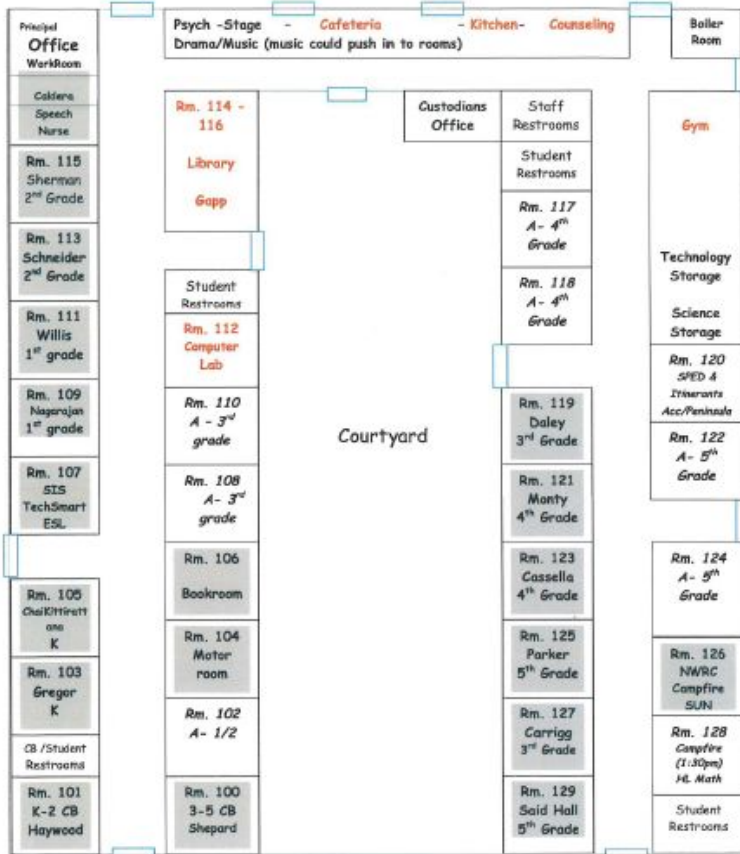 Principal
Office
WorkRoom
Caldera
Speech
Nurse
Rm. 115
Sherman
2nd Grade
Rm. 113
Schneider
2nd Grade
Rm. 111
Willis
1st grade
Rm. 109
Nagarajan
1st grade
Rm. 107
SIS
TechSmart
ESL
Rm. 105
ChaiKittiratt
ana
K
Rm. 103
Gregor
K
CB /Student
Restrooms
Rm. 101
K-2 CB
Haywood
Psych -Stage - Cafeteria - Kitchen- Counseling
Drama/Music (music could push in to rooms)
Rm. 114 -
116
Library
Gapp
Student
Restrooms
Rm. 112
Computer
Lab
Rm. 110
A - 3rd
grade
Rm. 108
A- 3rd
grade
Rm. 106
Bookroom
Rm. 104
Motor
room
Rm. 102
A- 1/2
Rm. 100
3-5 CB
Shepard
Courtyard
Custodians
Office
Staff
Restrooms
Student
Restrooms
Rm. 117
A- 4th
Grade
Rm. 118
A- 4th
Grade
Rm. 119
Daley
3rd Grade
Rm. 121
Manty
4th Grade
Rm. 123
Cassella
4th Grade
Rm. 125
Parker
5th Grade
Rm. 127
Carrigg
3rd Grade
Rm. 129
Said Hall
5th Grade
Boiler
Room
Gym
Technology
Storage
Science
Storage
Rm. 120
SPED &
Itinerants
Acc/Peninsula
Rm. 122
A- 5th
Grade
Rm. 124
A- 5th
Grade
Rm. 126
NWRC
Campfire
SUN
Rm. 128
Campfire
(1:30pm)
HL Math
Student
Restrooms